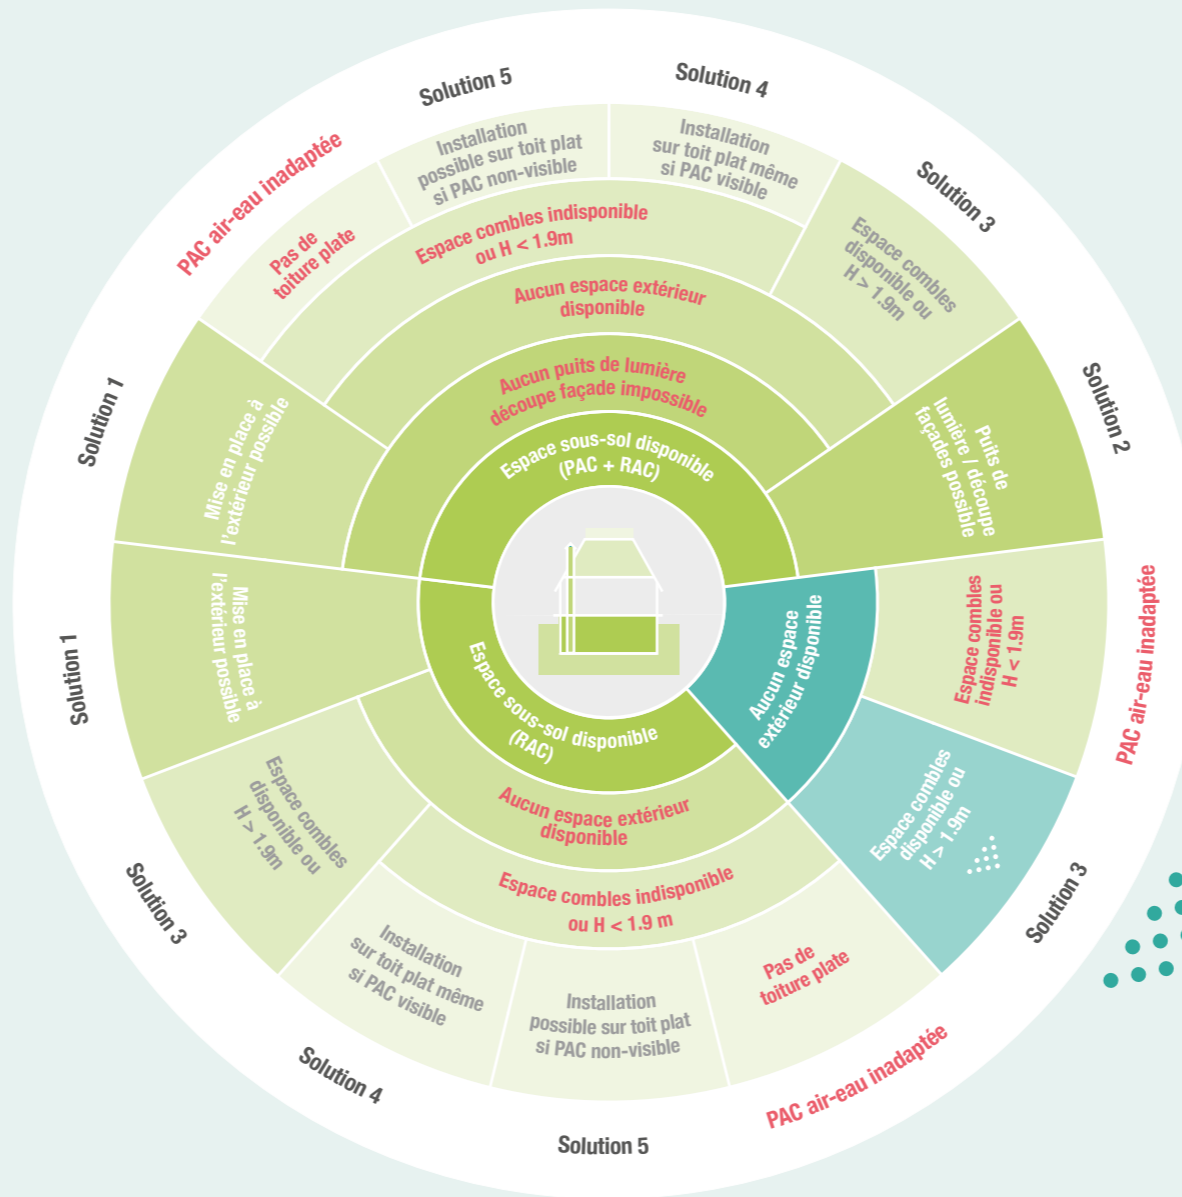 Solution 5
Solution 4
PAC air-eau inadaptée
Solution 3
Solution 1
Solution 2
Installation
possible sur toit plat
si PAC non-visible
Installation
sur toit plat même
si PAC visible
Pas de
toiture plate
Espace combles indisponible
ou H < 1.9m
Espace combles
disponible ou
H > 1.9m
Aucun espace extérieur
disponible
Aucun puits de lumière
découpe façade impossible
Mise en place à
l'extérieur possible
Puits de
lumière / découpe
façades possible
Espace sous-sol disponible
(PAC + RAC)
Solution 1
Mise en place à
l'extérieur possible
Espace sous-sol disponible
(RAC)
Aucun espace
extérieur disponible
Espace combles
indisponible ou
H < 1.9m
PAC air-eau inadaptée
Espace combles
disponible ou
H > 1.9m
Solution 3
Espace combles
disponible ou
H > 1.9m
Solution 3
Aucun espace extérieur
disponible
Espace combles indisponible
ou H < 1.9 m
Installation
sur toit plat même
si PAC visible
Installation
possible sur toit plat
si PAC non-visible
Pas de
toiture plate
Solution 4
Solution 5
PAC air-eau inadaptée